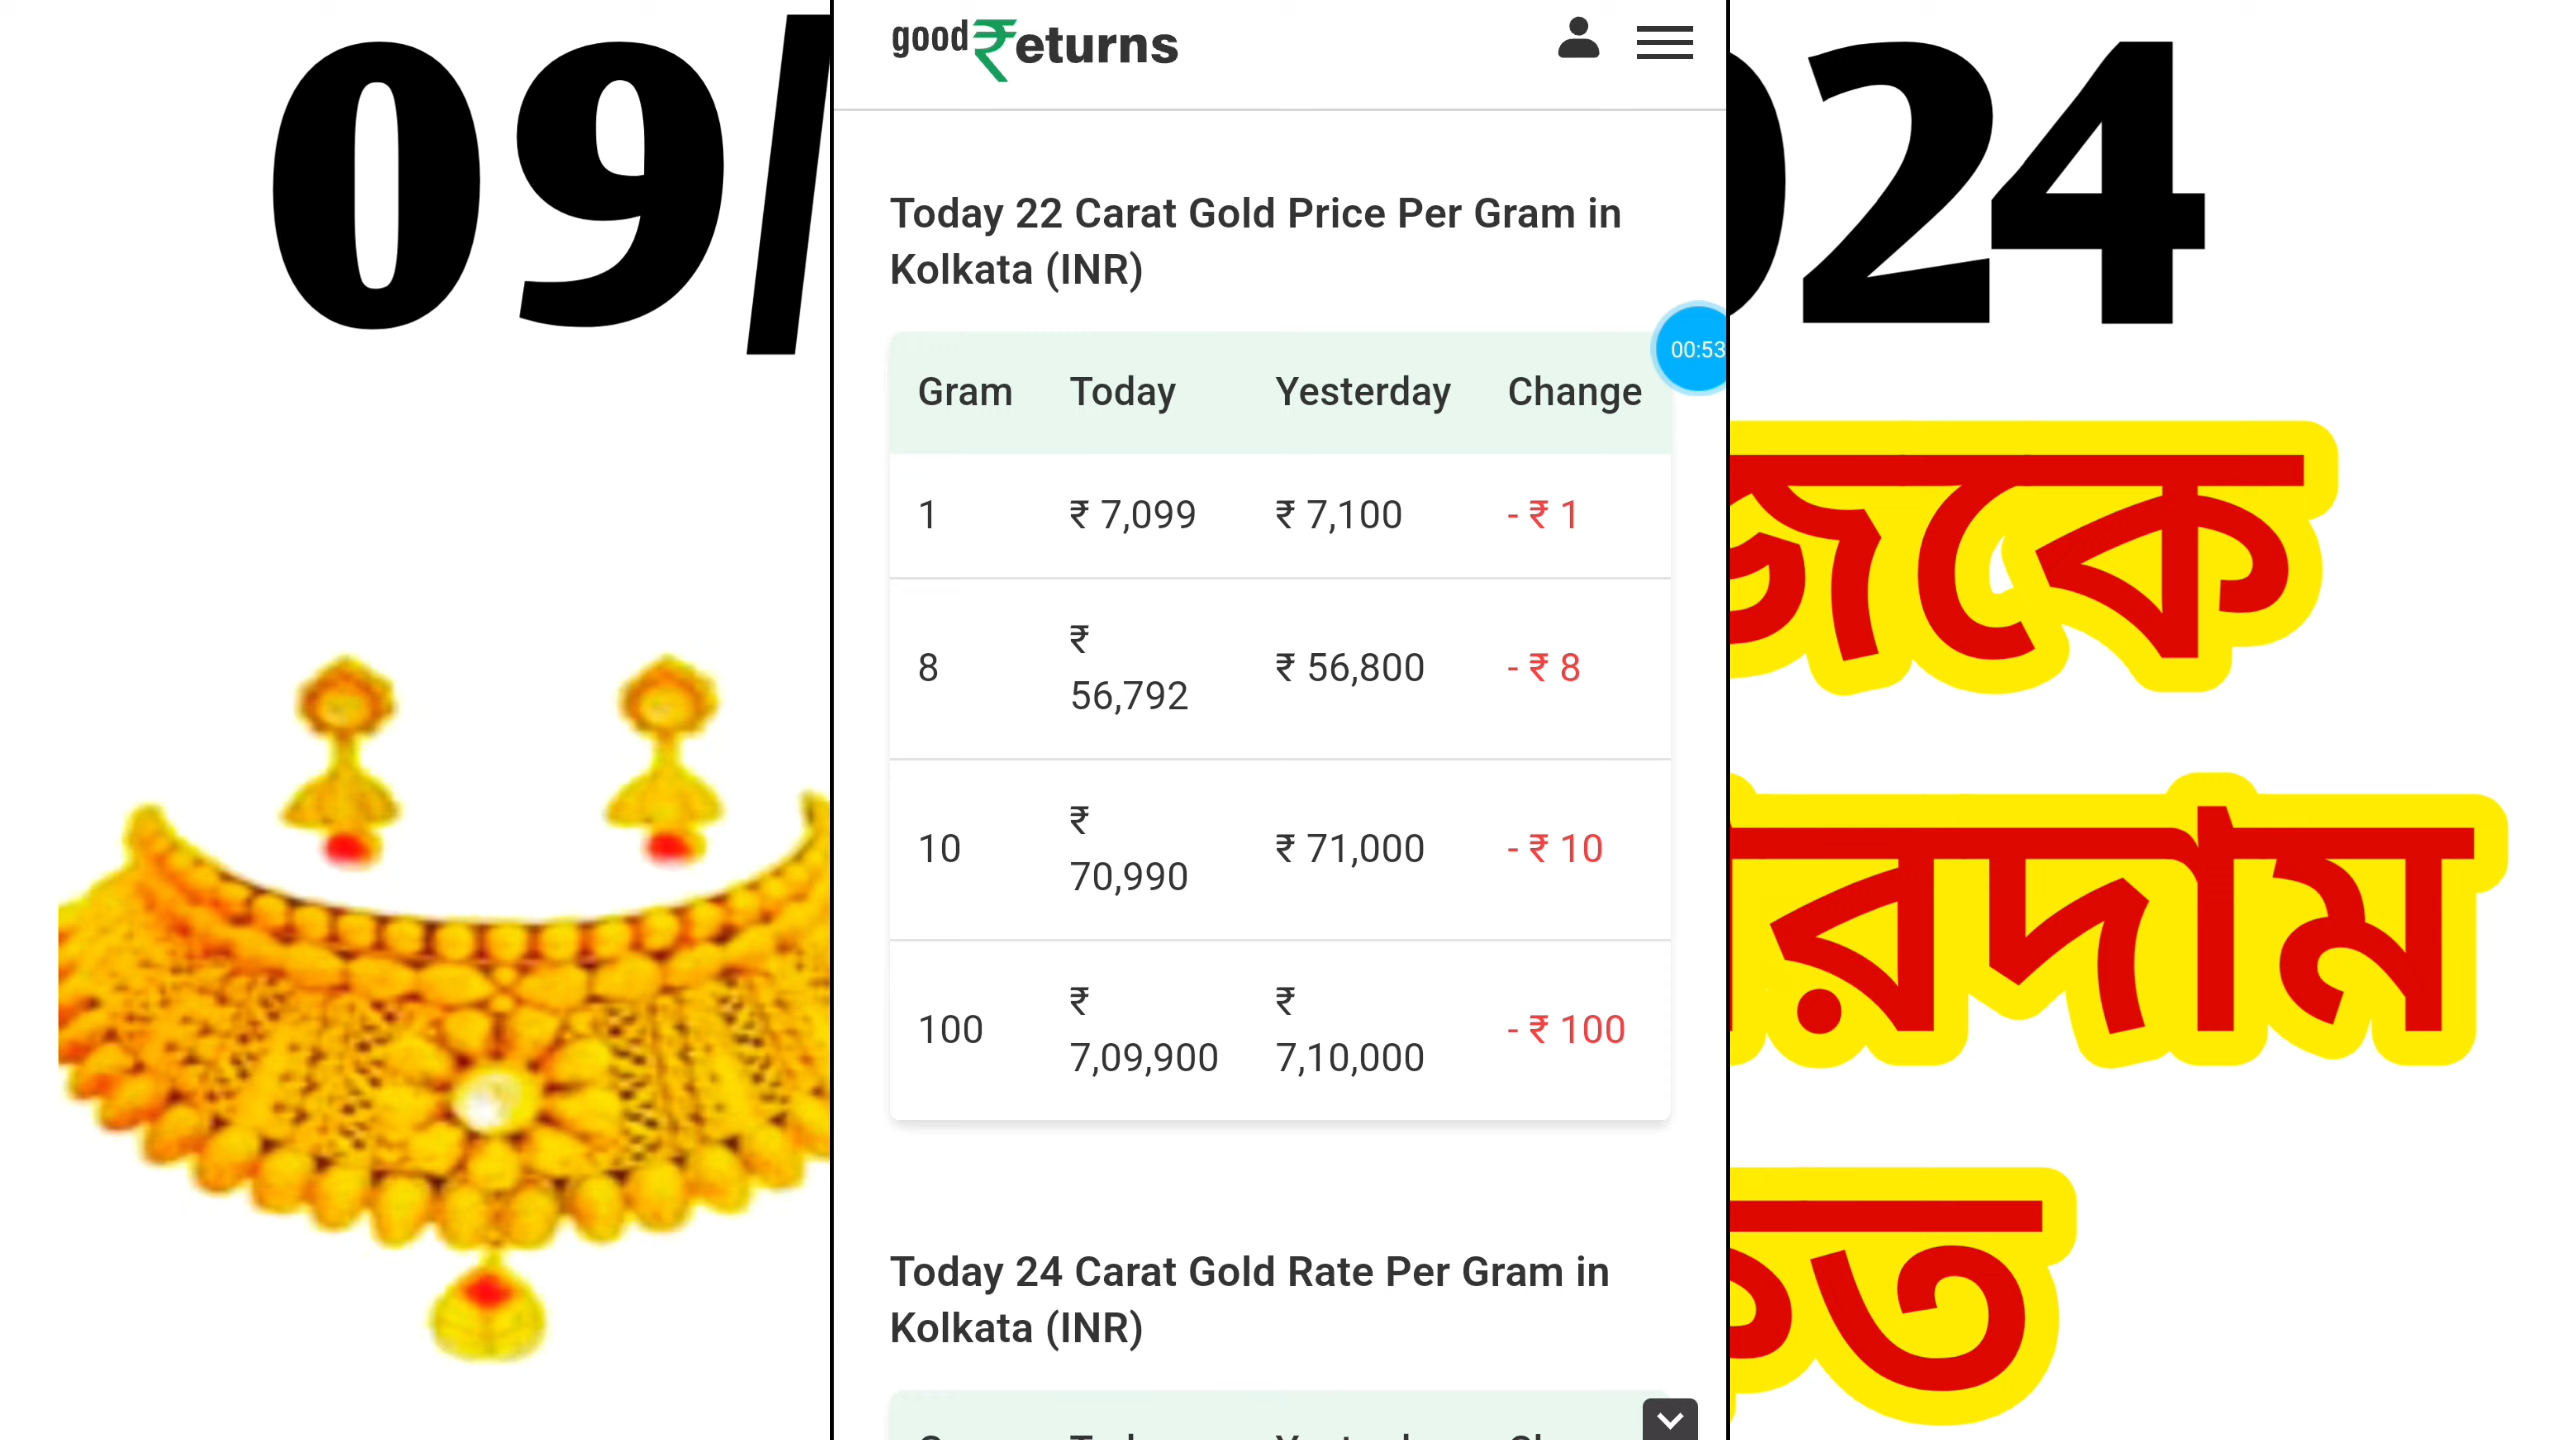 09/
024
good ₹eturns
Today 22 Carat Gold Price Per Gram in
Kolkata (INR)
00:53
Gram Today Yesterday Change
1 ₹ 7,099 ₹ 7,100 - ₹ 1
8 ₹ 56,792 ₹ 56,800 - ₹ 8
10 ₹ 70,990 ₹ 71,000 - ₹ 10
100 ₹ 7,09,900 ₹ 7,10,000 - ₹ 100
Today 24 Carat Gold Rate Per Gram in
Kolkata (INR)
জকে
রদাম
ত